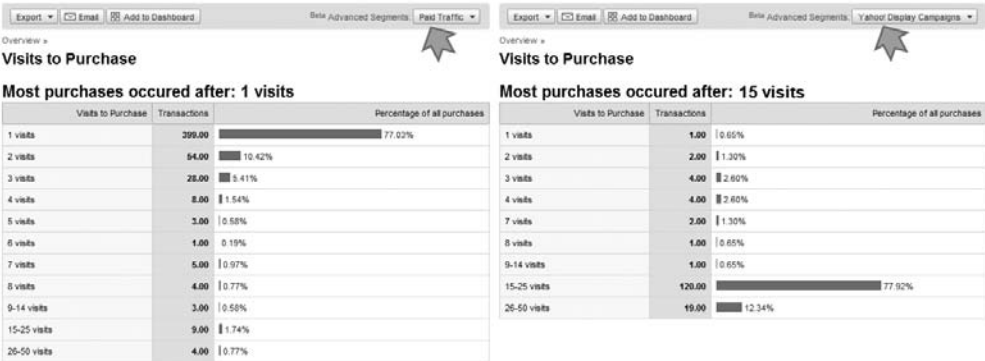 Export Email Add to Dashboard Beta Advanced Segments: Paid Traffic
Overview »
Visits to Purchase
Most purchases occured after: 1 visits
Visits to Purchase Transactions Percentage of all purchases
1 visits 399.00 77.03%
2 visits 54.00 10.42%
3 visits 28.00 5.41%
4 visits 8.00 1.54%
5 visits 3.00 0.58%
6 visits 1.00 0.19%
7 visits 5.00 0.97%
8 visits 4.00 0.77%
9-14 visits 3.00 0.58%
15-25 visits 9.00 1.74%
26-50 visits 4.00 0.77%
Export Email Add to Dashboard Beta Advanced Segments: Yahoo! Display Campaigns
Overview »
Visits to Purchase
Most purchases occured after: 15 visits
Visits to Purchase Transactions Percentage of all purchases
1 visits 1.00 0.65%
2 visits 2.00 1.30%
3 visits 4.00 2.60%
4 visits 4.00 2.60%
7 visits 2.00 1.30%
8 visits 1.00 0.65%
9-14 visits 1.00 0.65%
15-25 visits 120.00 77.92%
26-50 visits 19.00 12.34%